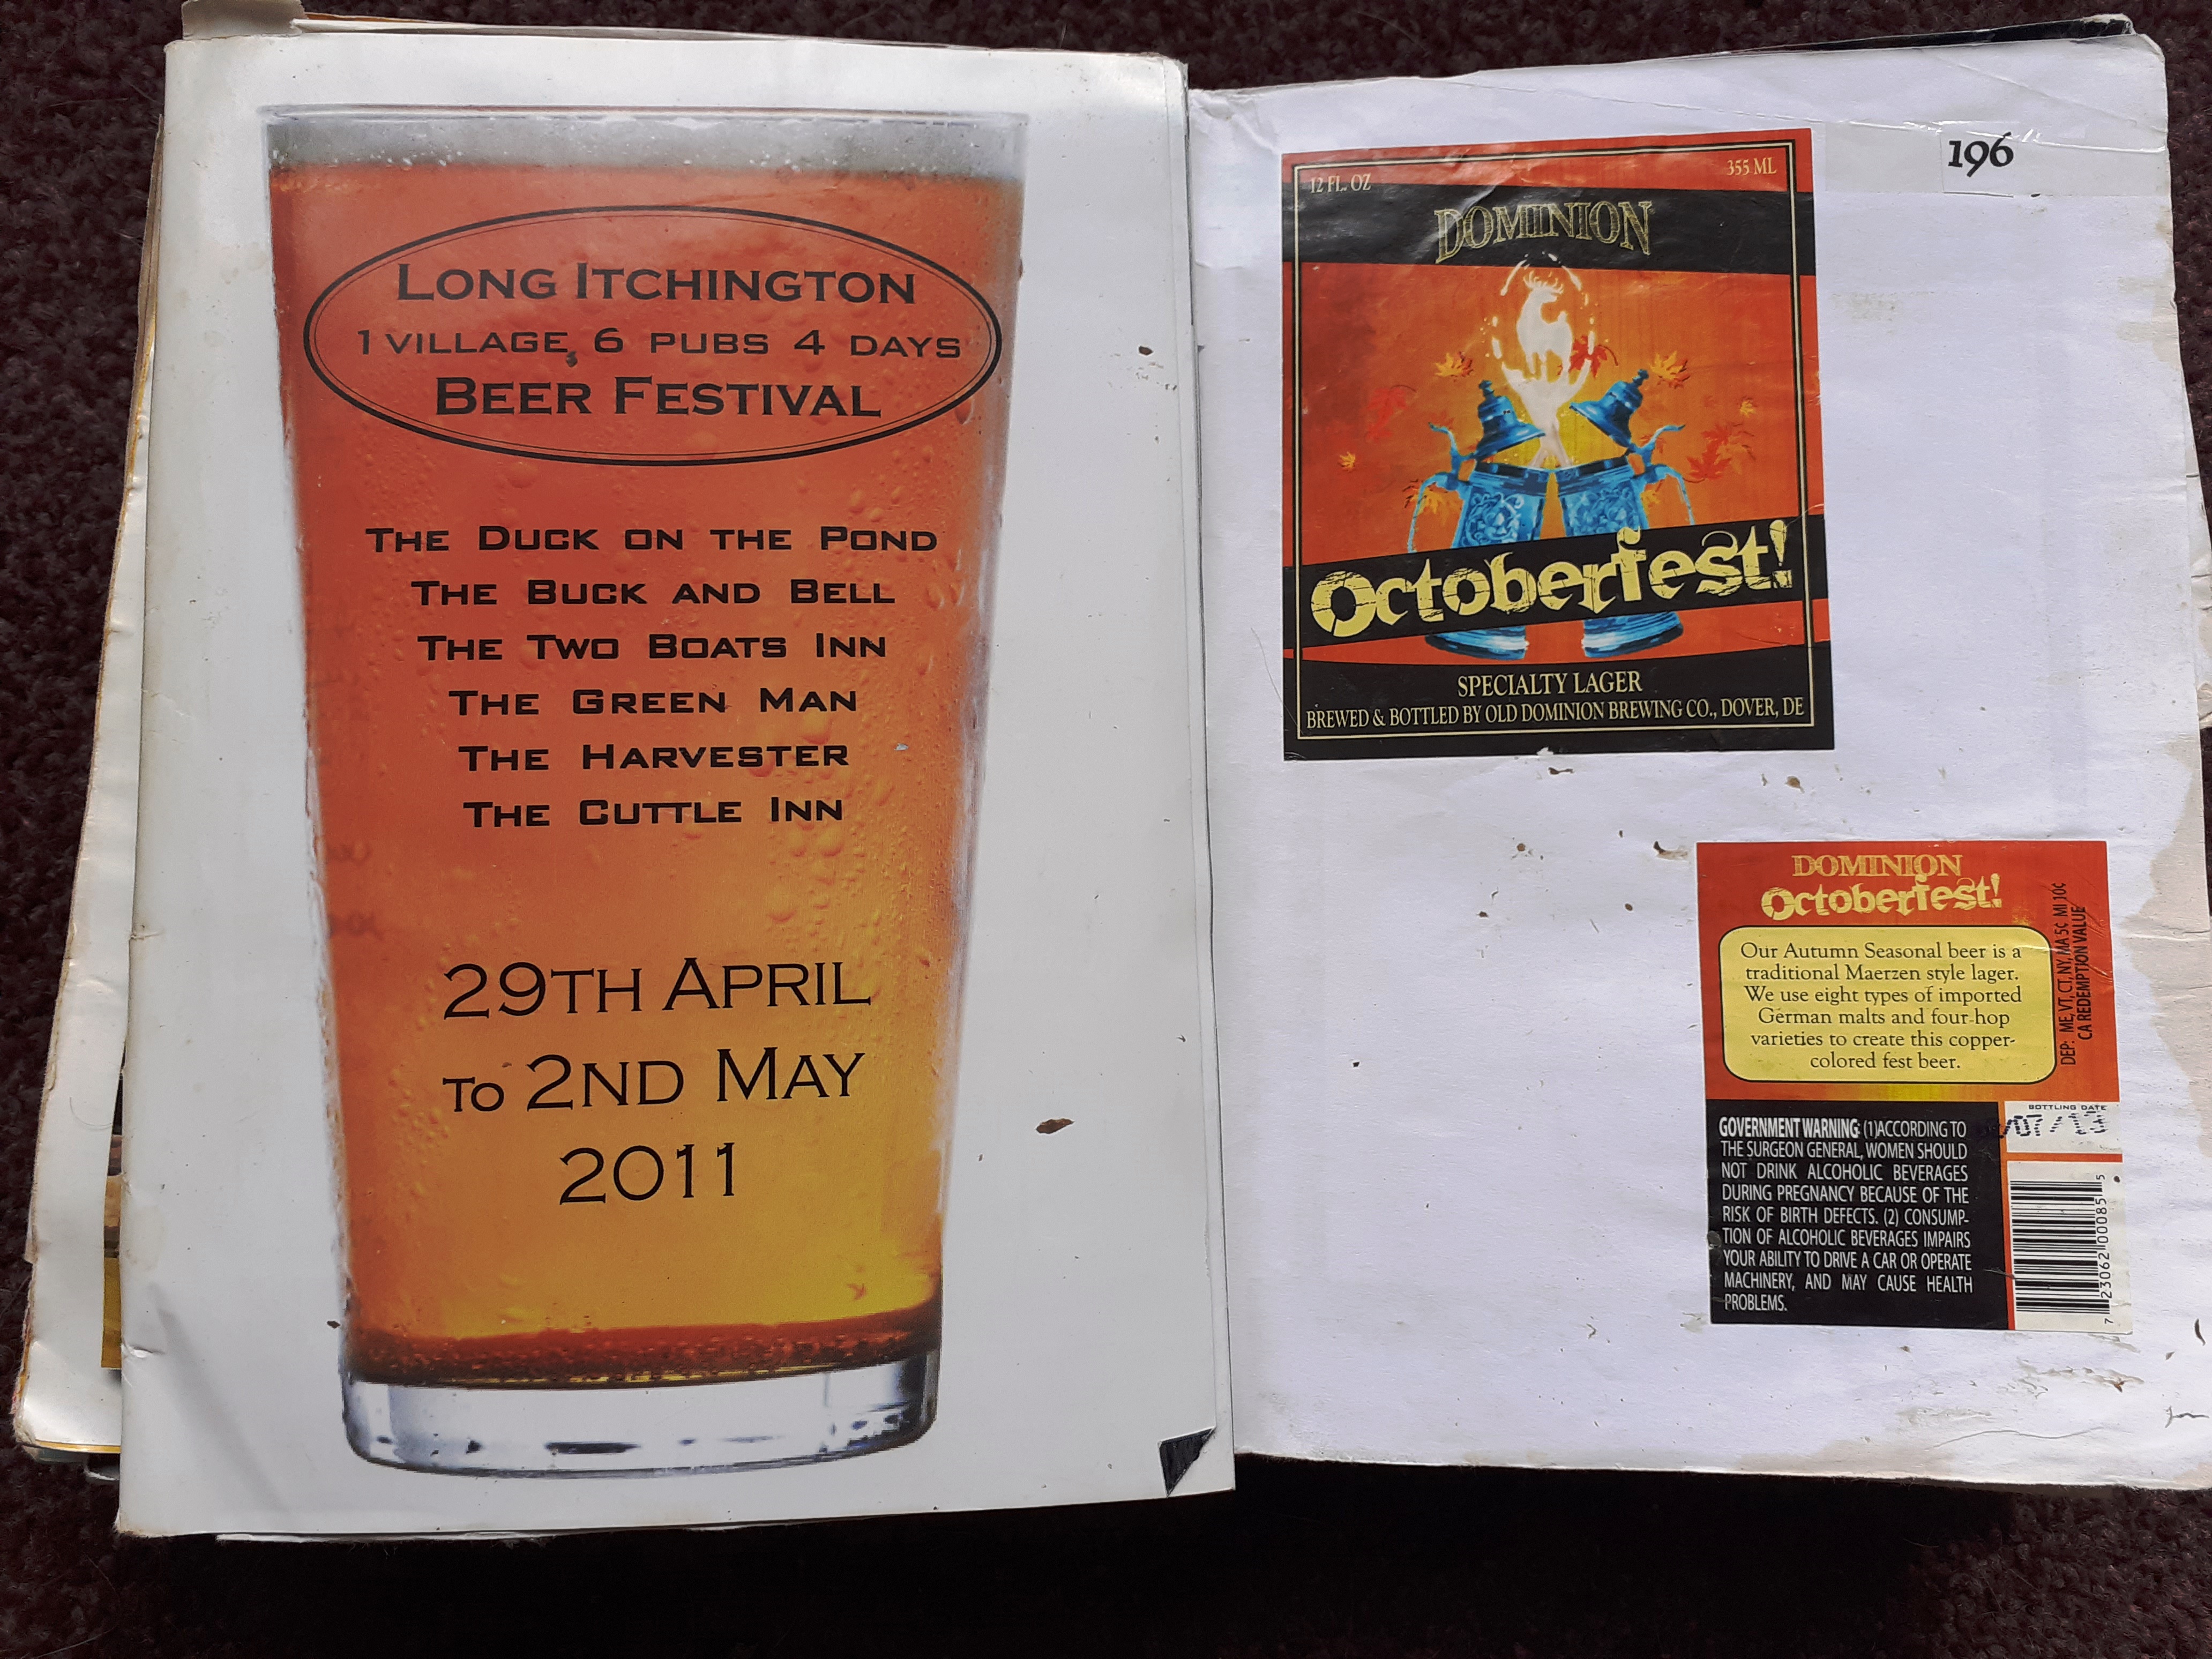 LONG ITCHINGTON
1 VILLAGE, 6 PUBS 4 DAYS
BEER FESTIVAL
THE DUCK ON THE POND
THE BUCK AND BELL
THE TWO BOATS INN
THE GREEN MAN
THE HARVESTER
THE CUTTLE INN
29TH APRIL
TO 2ND MAY
2011
196
12 FL. OZ
355 ML
DOMINION
Octoberfest!
SPECIALTY LAGER
BREWED & BOTTLED BY OLD DOMINION BREWING CO., DOVER, DE
DOMINION
Octoberfest!
Our Autumn Seasonal beer is a
traditional Maerzen style lager.
We use eight types of imported
German malts and four-hop
varieties to create this copper-
colored fest beer.
DEP: ME, VT, CT, NY, MA 5¢ MI 10¢
CA REDEMPTION VALUE
GOVERNMENT WARNING: (1)ACCORDING TO
THE SURGEON GENERAL, WOMEN SHOULD
NOT DRINK ALCOHOLIC BEVERAGES
DURING PREGNANCY BECAUSE OF THE
RISK OF BIRTH DEFECTS. (2) CONSUMP-
TION OF ALCOHOLIC BEVERAGES IMPAIRS
YOUR ABILITY TO DRIVE A CAR OR OPERATE
MACHINERY, AND MAY CAUSE HEALTH
PROBLEMS.
BOTTLING DATE
/07/13
7 23062 00085 5